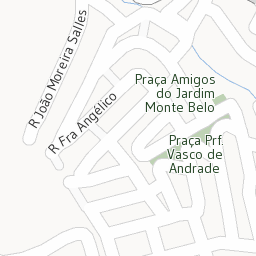 R João Moreira Salles
R Fra Angélico
Praça Amigos
do Jardim
Monte Belo
Praça Prf.
Vasco de
Andrade